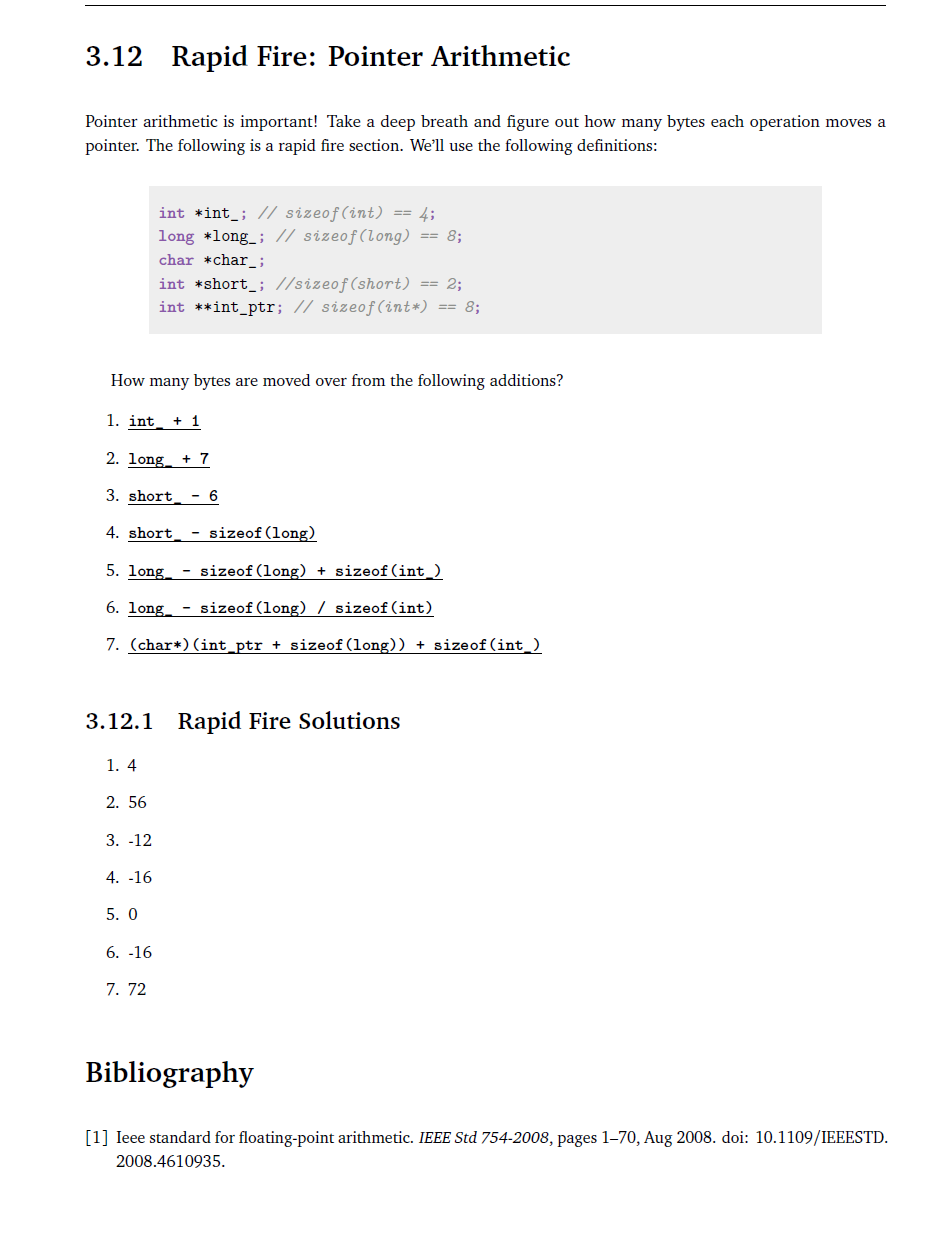 3.12 Rapid Fire: Pointer Arithmetic
Pointer arithmetic is important! Take a deep breath and figure out how many bytes each operation moves a
pointer. The following is a rapid fire section. We'll use the following definitions:
int *int_; // sizeof(int) == 4;
long *long_; // sizeof(long) == 8;
char *char_;
int *short_; //sizeof(short) == 2;
int **int_ptr; // sizeof(int*) == 8;
How many bytes are moved over from the following additions?
1. int_ + 1
2. long_ + 7
3. short_ - 6
4. short_ - sizeof(long)
5. long_ - sizeof(long) + sizeof(int_)
6. long_ - sizeof(long) / sizeof(int)
7. (char*)(int_ptr + sizeof(long)) + sizeof(int_)
3.12.1 Rapid Fire Solutions
1. 4
2. 56
3. -12
4. -16
5. 0
6. -16
7. 72
Bibliography
[1] Ieee standard for floating-point arithmetic. IEEE Std 754-2008, pages 1–70, Aug 2008. doi: 10.1109/IEEESTD.
2008.4610935.